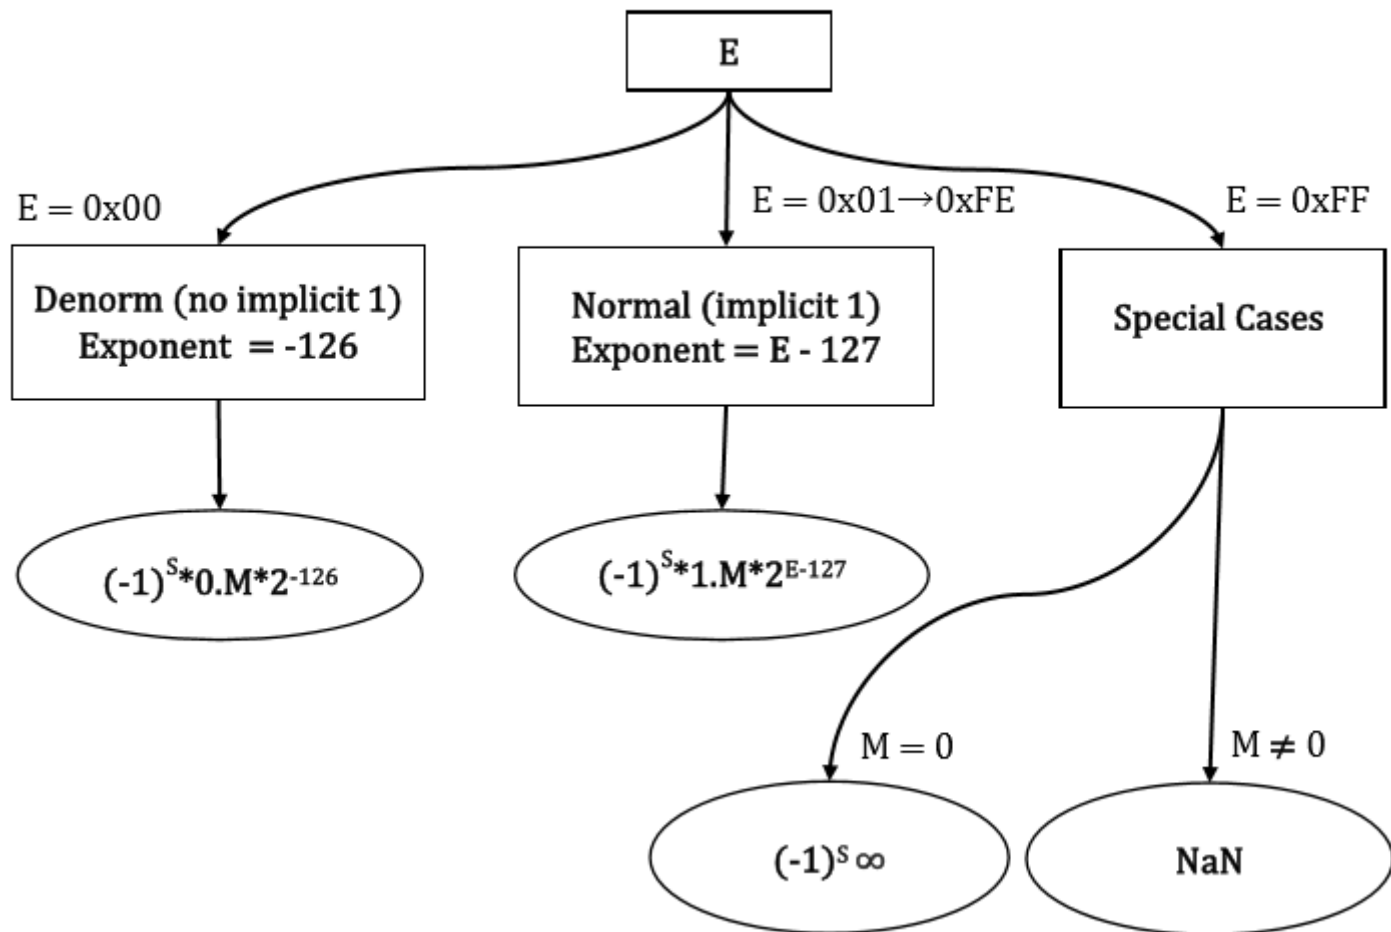 E
E = 0x00
E = 0x01→0xFE
E = 0xFF
Denorm (no implicit 1)
Exponent = -126
Normal (implicit 1)
Exponent = E - 127
Special Cases
(-1)^S*0.M*2^-126
(-1)^S*1.M*2^E-127
M = 0
M ≠ 0
(-1)^S ∞
NaN